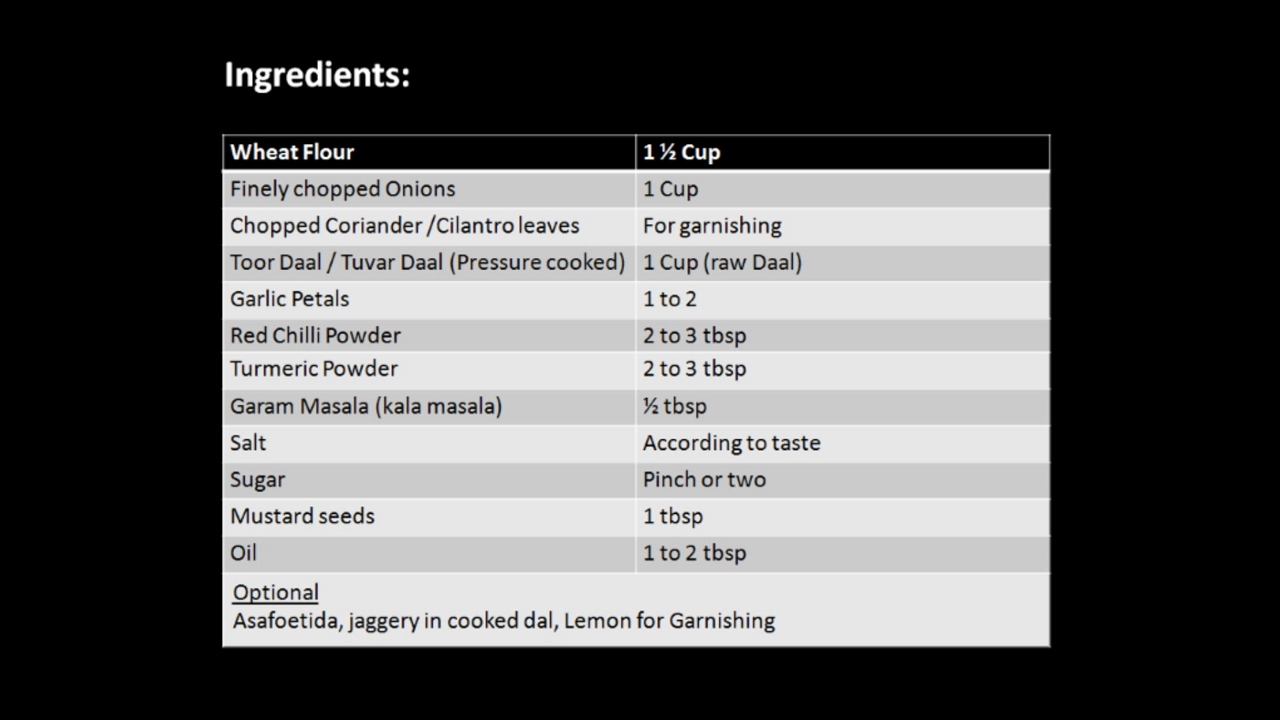 Ingredients:
Wheat Flour 1 ½ Cup
Finely chopped Onions 1 Cup
Chopped Coriander /Cilantro leaves For garnishing
Toor Daal / Tuvar Daal (Pressure cooked) 1 Cup (raw Daal)
Garlic Petals 1 to 2
Red Chilli Powder 2 to 3 tbsp
Turmeric Powder 2 to 3 tbsp
Garam Masala (kala masala) ½ tbsp
Salt According to taste
Sugar Pinch or two
Mustard seeds 1 tbsp
Oil 1 to 2 tbsp
Optional
Asafoetida, jaggery in cooked dal, Lemon for Garnishing